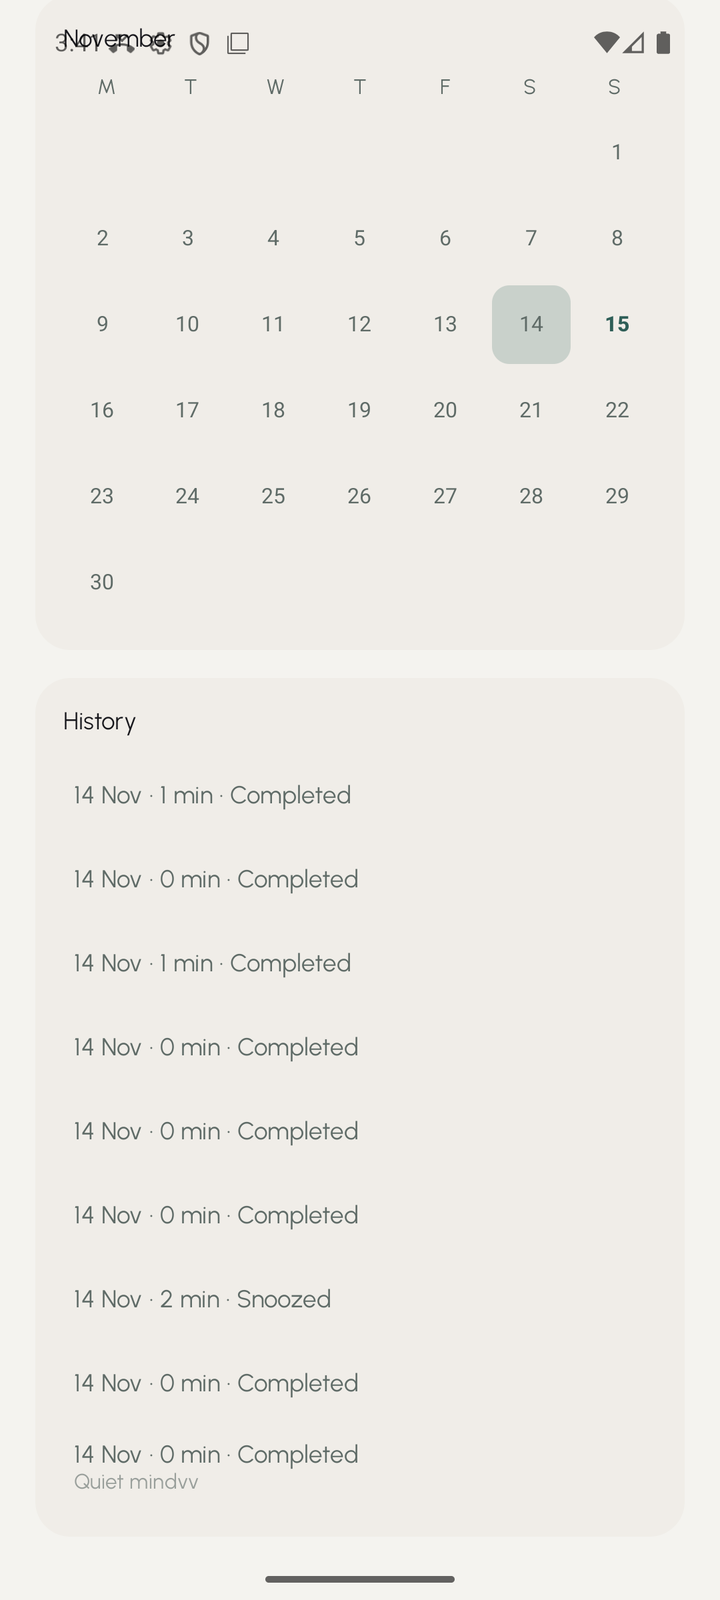 November
M T W T F S S
1
2 3 4 5 6 7 8
9 10 11 12 13 14 15
16 17 18 19 20 21 22
23 24 25 26 27 28 29
30
History
14 Nov · 1 min · Completed
14 Nov · 0 min · Completed
14 Nov · 1 min · Completed
14 Nov · 0 min · Completed
14 Nov · 0 min · Completed
14 Nov · 0 min · Completed
14 Nov · 2 min · Snoozed
14 Nov · 0 min · Completed
14 Nov · 0 min · Completed
Quiet mindvv